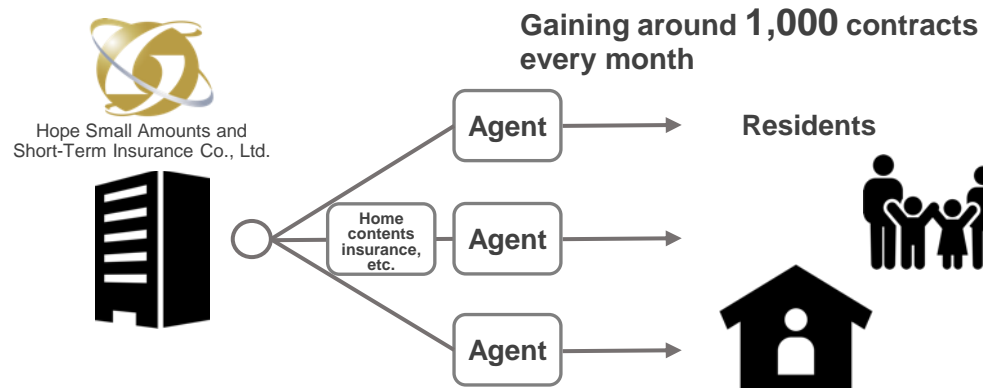 Gaining around 1,000 contracts
every month
Hope Small Amounts and
Short-Term Insurance Co., Ltd.
Agent
Residents
Home
contents
insurance,
etc.
Agent
Agent